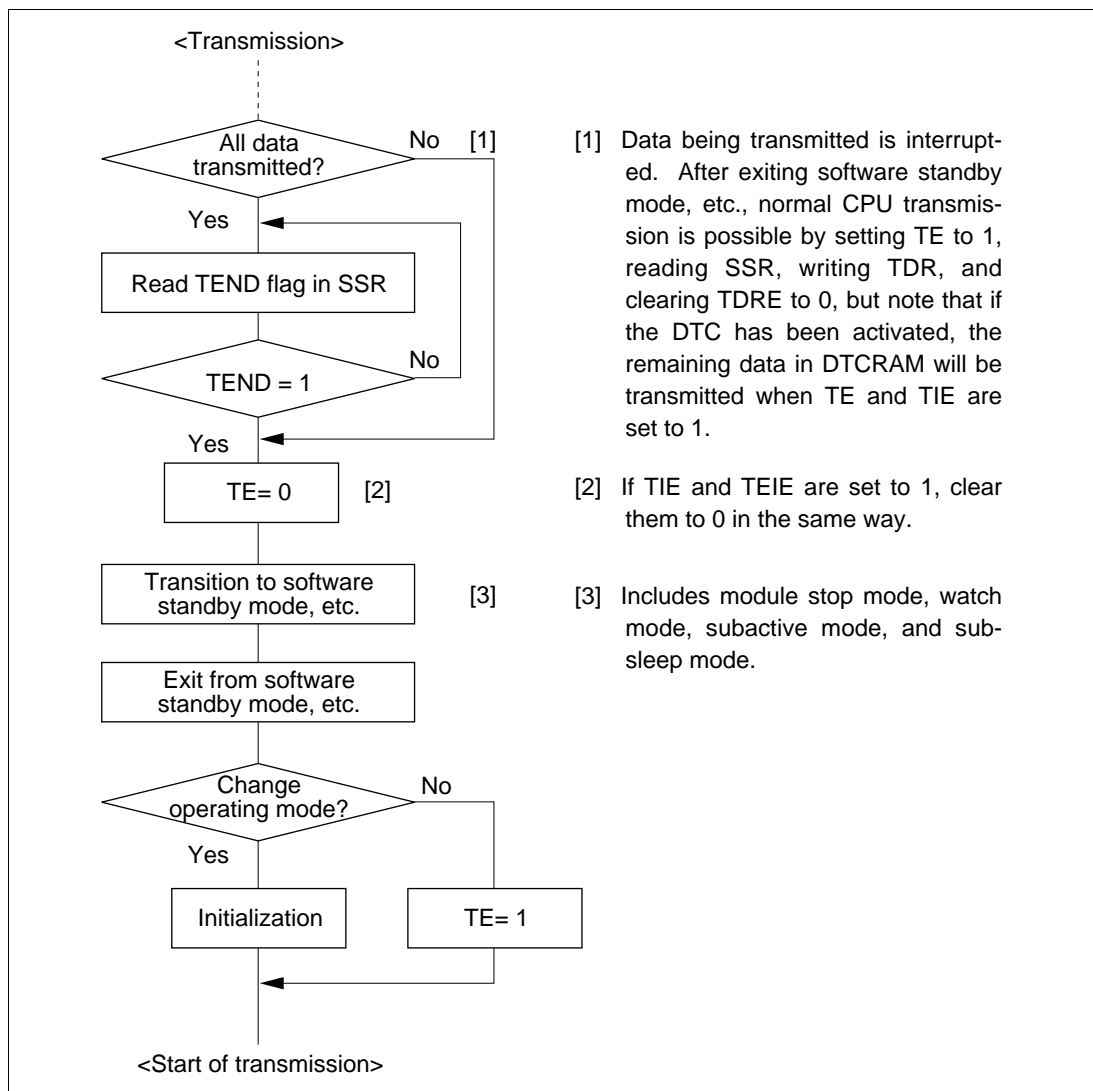 <Transmission>
All data
transmitted?
No
[1]
Yes
Read TEND flag in SSR
TEND = 1
No
Yes
TE= 0
[2]
Transition to software
standby mode, etc.
[3]
Exit from software
standby mode, etc.
Change
operating mode?
No
Yes
Initialization
TE= 1
<Start of transmission>
[1] Data being transmitted is interrupt-
ed. After exiting software standby
mode, etc., normal CPU transmis-
sion is possible by setting TE to 1,
reading SSR, writing TDR, and
clearing TDRE to 0, but note that if
the DTC has been activated, the
remaining data in DTCRAM will be
transmitted when TE and TIE are
set to 1.
[2] If TIE and TEIE are set to 1, clear
them to 0 in the same way.
[3] Includes module stop mode, watch
mode, subactive mode, and sub-
sleep mode.